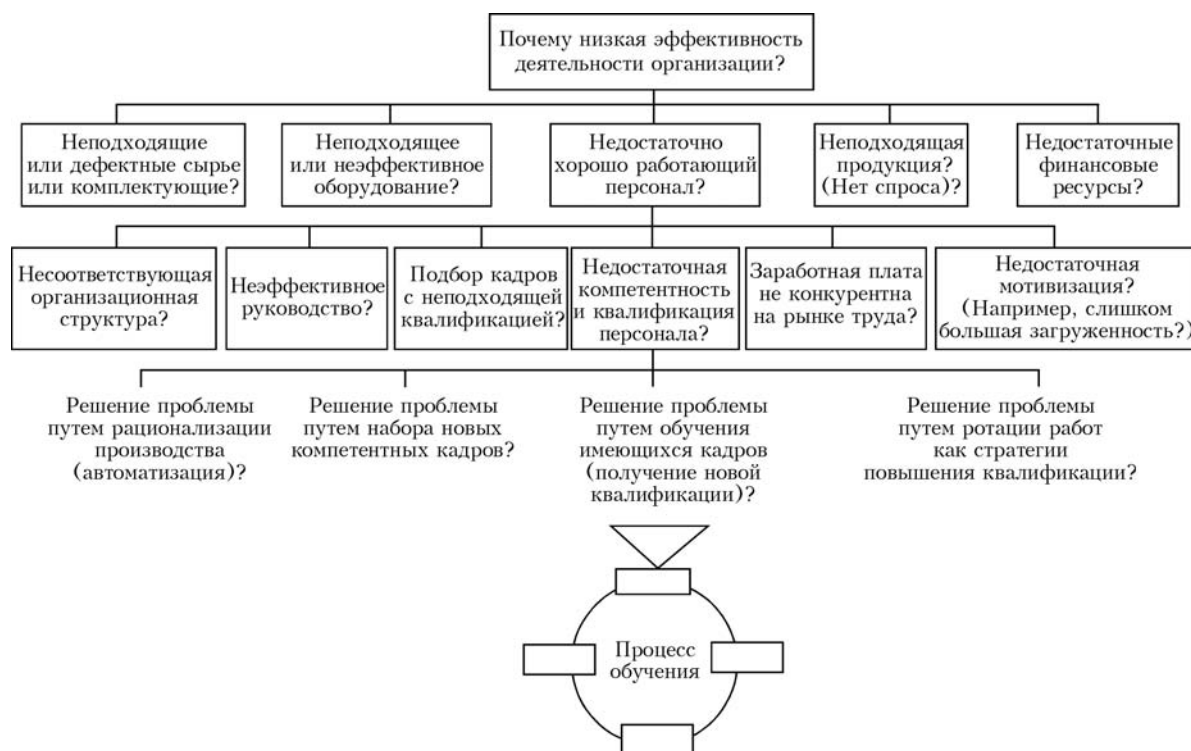 Почему низкая эффективность
деятельности организации?
Неподходящие
или дефектные сырье
или комплектующие?
Неподходящее
или неэффективное
оборудование?
Недостаточно
хорошо работающий
персонал?
Неподходящая
продукция?
(Нет спроса)?
Недостаточные
финансовые
ресурсы?
Несоответствующая
организационная
структура?
Неэффективное
руководство?
Подбор кадров
с неподходящей
квалификацией?
Недостаточная
компетентность
и квалификация
персонала?
Заработная плата
не конкурентна
на рынке труда?
Недостаточная
мотивизация?
(Например, слишком
большая загруженность?)
Решение проблемы
путем рационализации
производства
(автоматизация)?
Решение проблемы
путем набора новых
компетентных кадров?
Решение проблемы
путем обучения
имеющихся кадров
(получение новой
квалификации)?
Решение проблемы
путем ротации работ
как стратегии
повышения квалификации?
Процесс
обучения